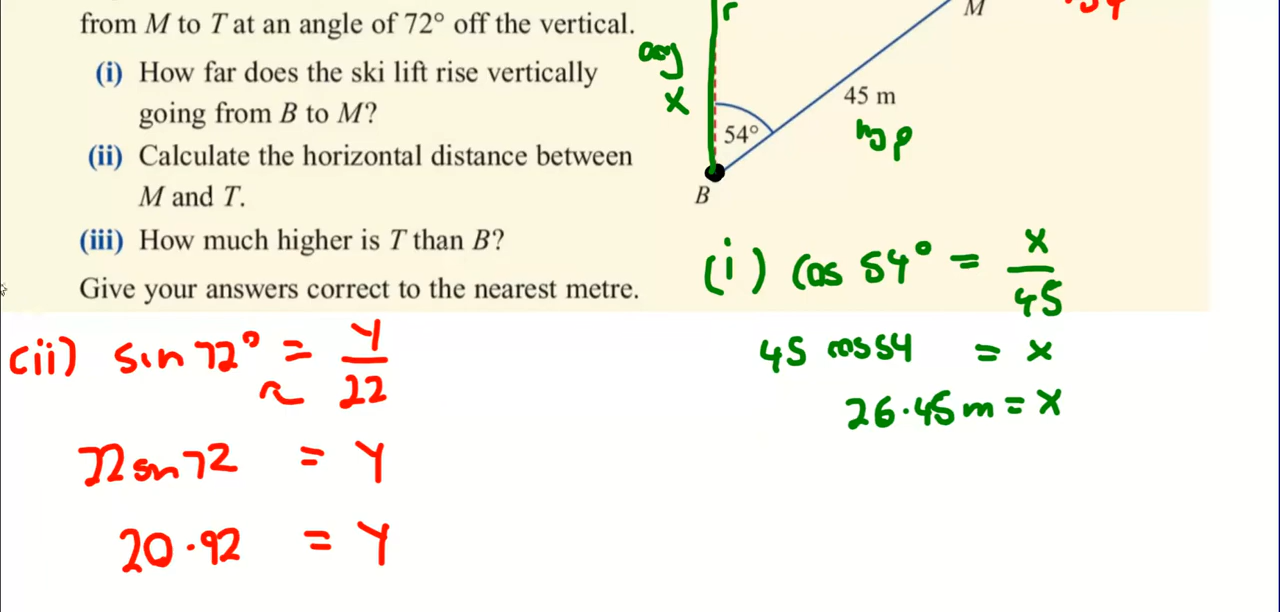 from M to T at an angle of 72° off the vertical.
(i) How far does the ski lift rise vertically
going from B to M?
(ii) Calculate the horizontal distance between
M and T.
(iii) How much higher is T than B?
Give your answers correct to the nearest metre.
r
M
adj
x
45 m
hyp
54°
B
(i) Cos 54° = x
45
45 cos 54 = x
26.45 m = x
(ii) sin 72° = y
22
22 sin 72 = y
20.92 = y